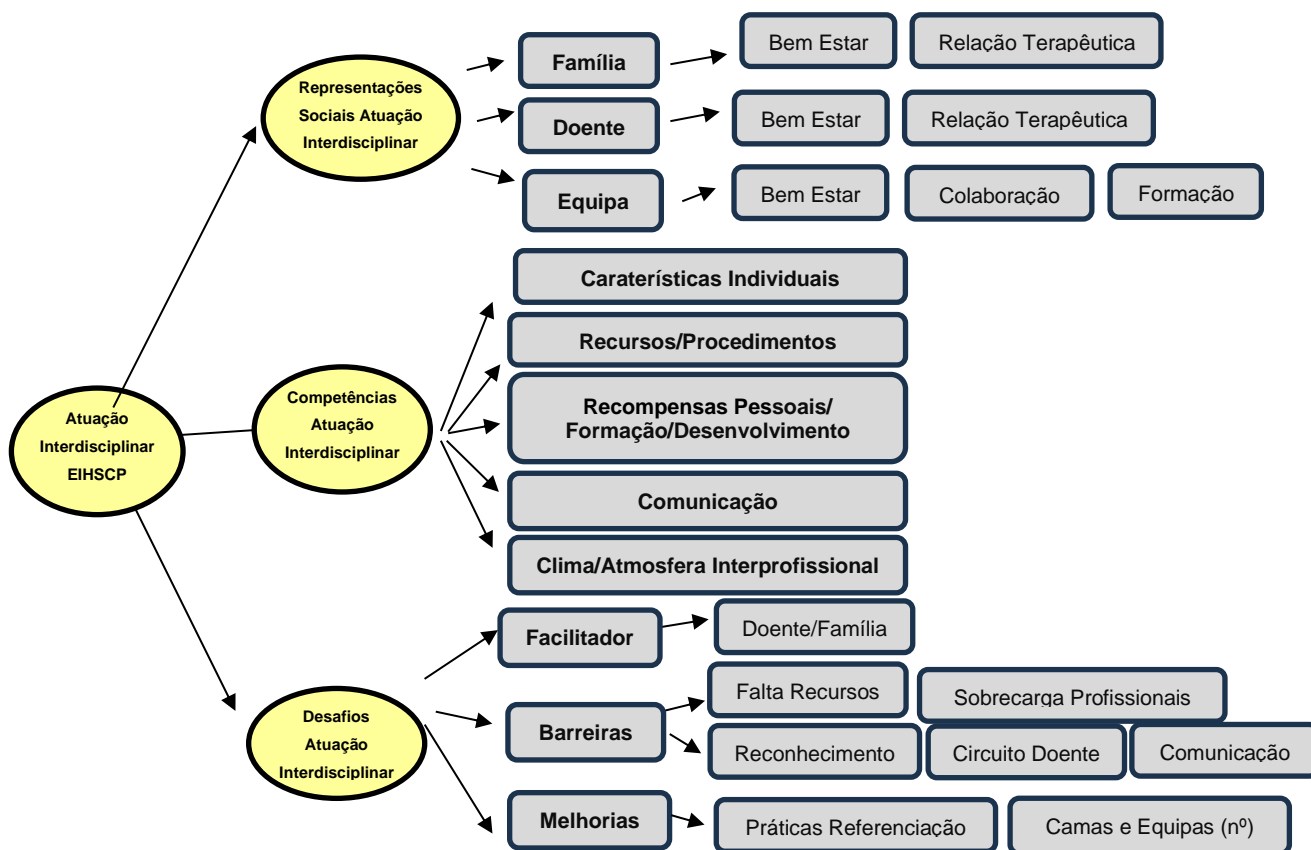 Representações
Sociais Atuação
Interdisciplinar
Família
Bem Estar
Relação Terapêutica
Doente
Bem Estar
Relação Terapêutica
Equipa
Bem Estar
Colaboração
Formação
Atuação
Interdisciplinar
EIHSCP
Competências
Atuação
Interdisciplinar
Caraterísticas Individuais
Recursos/Procedimentos
Recompensas Pessoais/
Formação/Desenvolvimento
Comunicação
Clima/Atmosfera Interprofissional
Desafios
Atuação
Interdisciplinar
Facilitador
Doente/Família
Barreiras
Falta Recursos
Sobrecarga Profissionais
Reconhecimento
Circuito Doente
Comunicação
Melhorias
Práticas Referenciação
Camas e Equipas (nº)